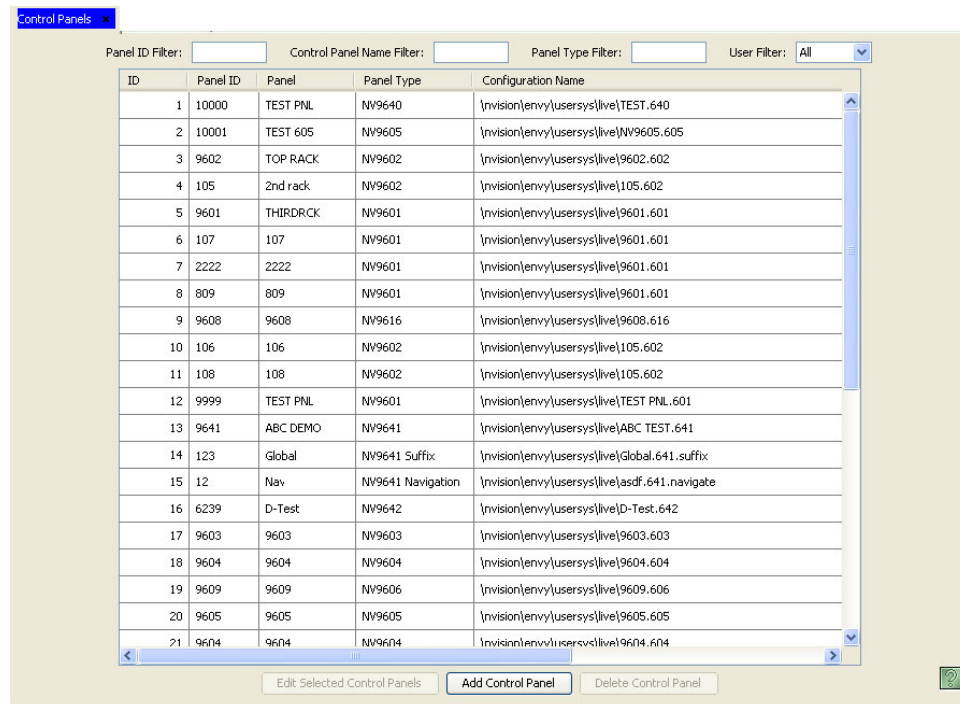 Control Panels ×
Panel ID Filter: Control Panel Name Filter: Panel Type Filter: User Filter: All
ID Panel ID Panel Panel Type Configuration Name
1 10000 TEST PNL NV9640 \nvision\envy\usersys\live\TEST.640
2 10001 TEST 605 NV9605 \nvision\envy\usersys\live\NV9605.605
3 9602 TOP RACK NV9602 \nvision\envy\usersys\live\9602.602
4 105 2nd rack NV9602 \nvision\envy\usersys\live\105.602
5 9601 THIRDRCK NV9601 \nvision\envy\usersys\live\9601.601
6 107 107 NV9601 \nvision\envy\usersys\live\9601.601
7 2222 2222 NV9601 \nvision\envy\usersys\live\9601.601
8 809 809 NV9601 \nvision\envy\usersys\live\9601.601
9 9608 9608 NV9616 \nvision\envy\usersys\live\9608.616
10 106 106 NV9602 \nvision\envy\usersys\live\105.602
11 108 108 NV9602 \nvision\envy\usersys\live\105.602
12 9999 TEST PNL NV9601 \nvision\envy\usersys\live\TEST PNL.601
13 9641 ABC DEMO NV9641 \nvision\envy\usersys\live\ABC TEST.641
14 123 Global NV9641 Suffix \nvision\envy\usersys\live\Global.641.suffix
15 12 Nav NV9641 Navigation \nvision\envy\usersys\live\asdf.641.navigate
16 6239 D-Test NV9642 \nvision\envy\usersys\live\D-Test.642
17 9603 9603 NV9603 \nvision\envy\usersys\live\9603.603
18 9604 9604 NV9604 \nvision\envy\usersys\live\9604.604
19 9609 9609 NV9606 \nvision\envy\usersys\live\9609.606
20 9605 9605 NV9605 \nvision\envy\usersys\live\9605.605
21 9604 9604 NV9604 \nvision\envy\usersys\live\9604.604
Edit Selected Control Panels Add Control Panel Delete Control Panel
?